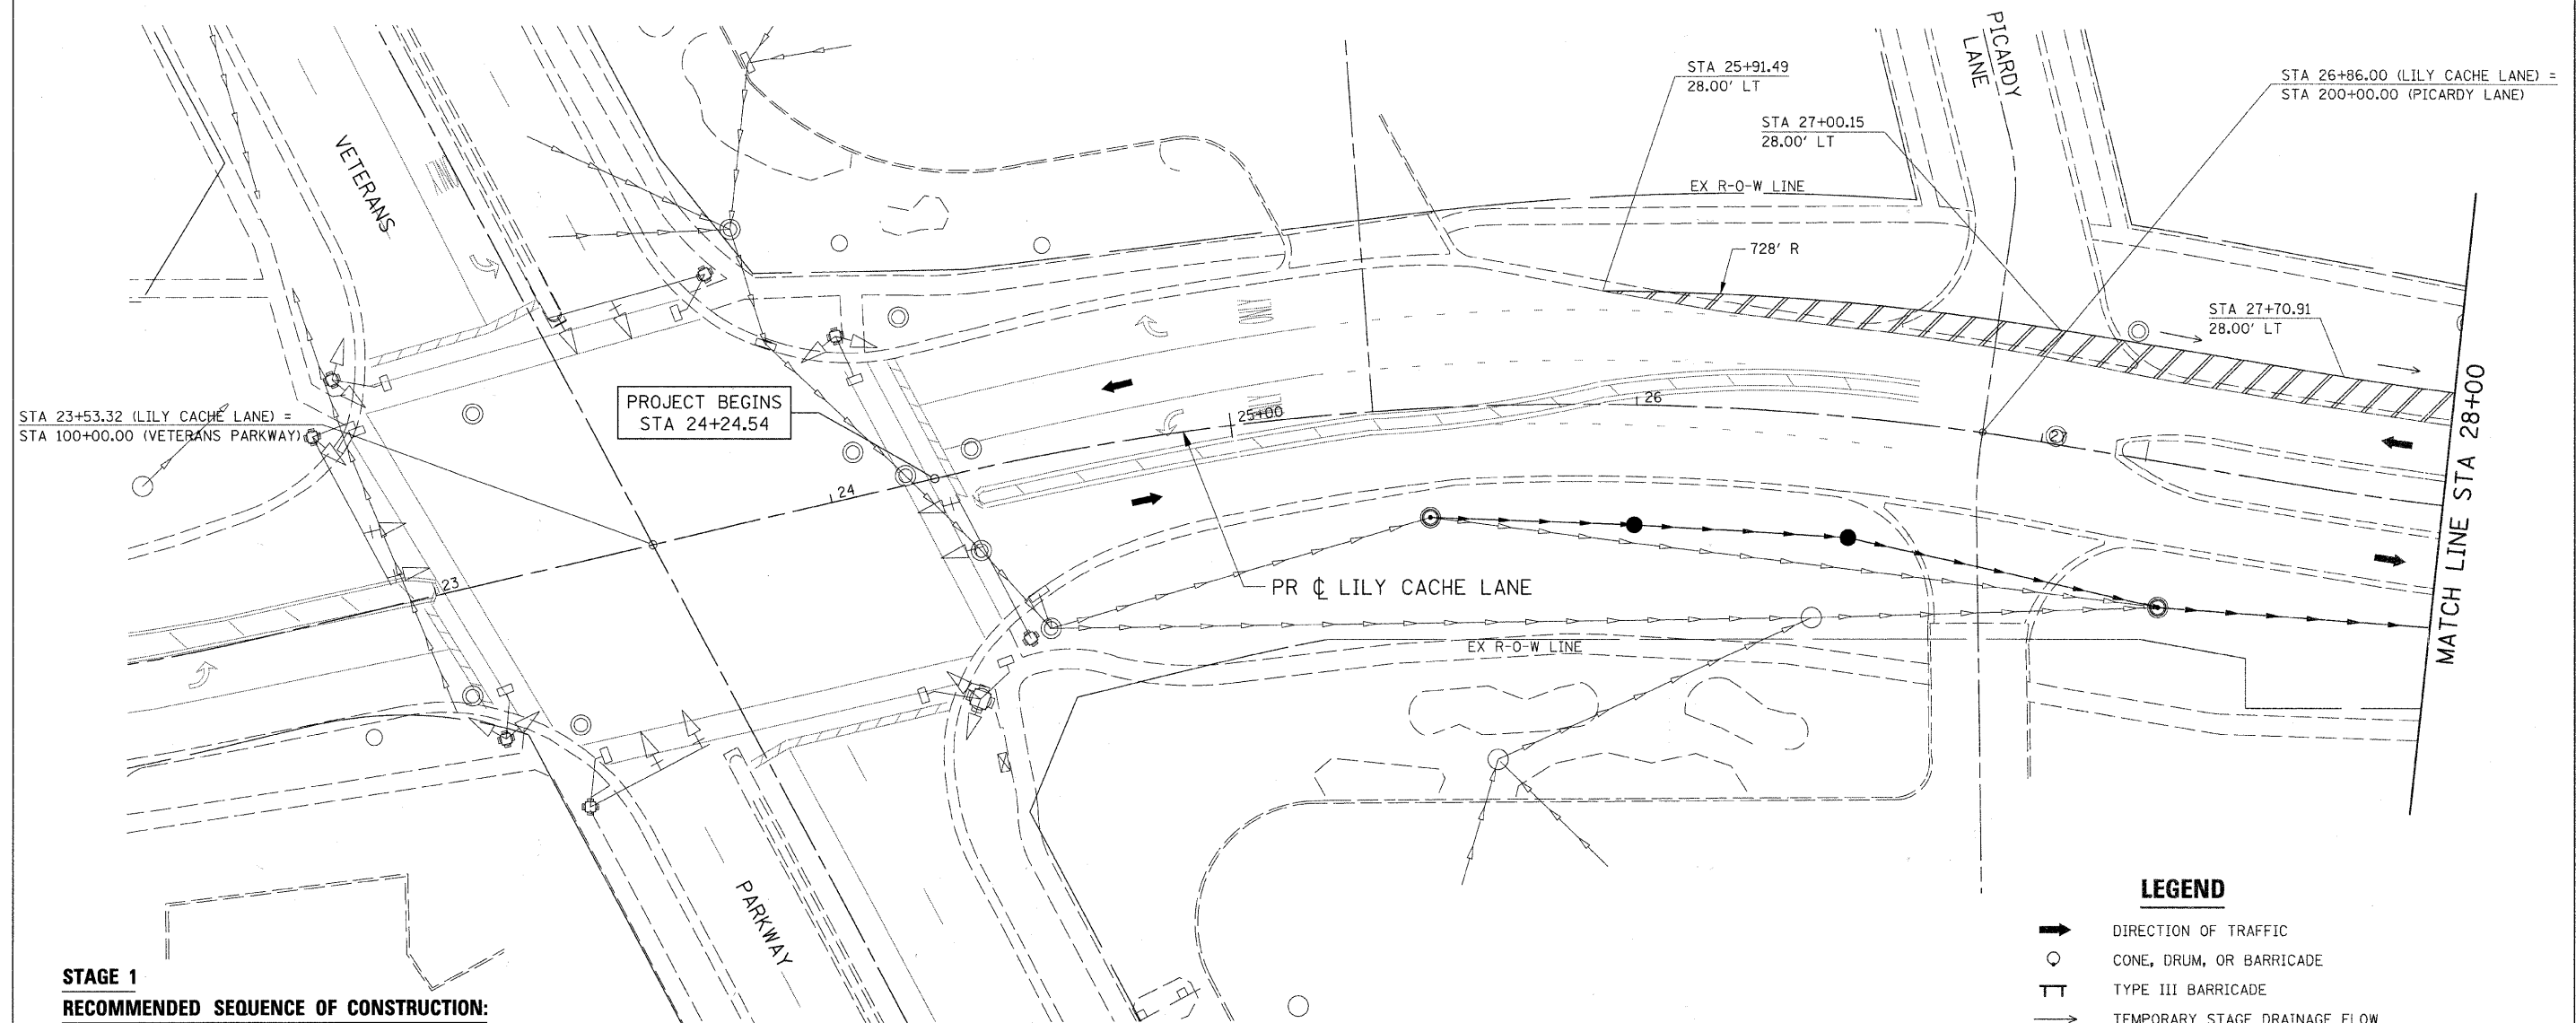 PICARDY
LANE
STA 25+91.49
28.00' LT
STA 26+86.00 (LILY CACHE LANE) =
STA 200+00.00 (PICARDY LANE)
STA 27+00.15
28.00' LT
VETERANS
EX R-O-W LINE
728' R
STA 27+70.91
28.00' LT
PROJECT BEGINS
STA 24+24.54
STA 23+53.32 (LILY CACHE LANE) =
STA 100+00.00 (VETERANS PARKWAY)
25+00
26
27
24
23
MATCH LINE STA 28+00
PR ℄ LILY CACHE LANE
EX R-O-W LINE
PARKWAY
LEGEND
DIRECTION OF TRAFFIC
CONE, DRUM, OR BARRICADE
TYPE III BARRICADE
TEMPORARY STAGE DRAINAGE FLOW
STAGE 1
RECOMMENDED SEQUENCE OF CONSTRUCTION: